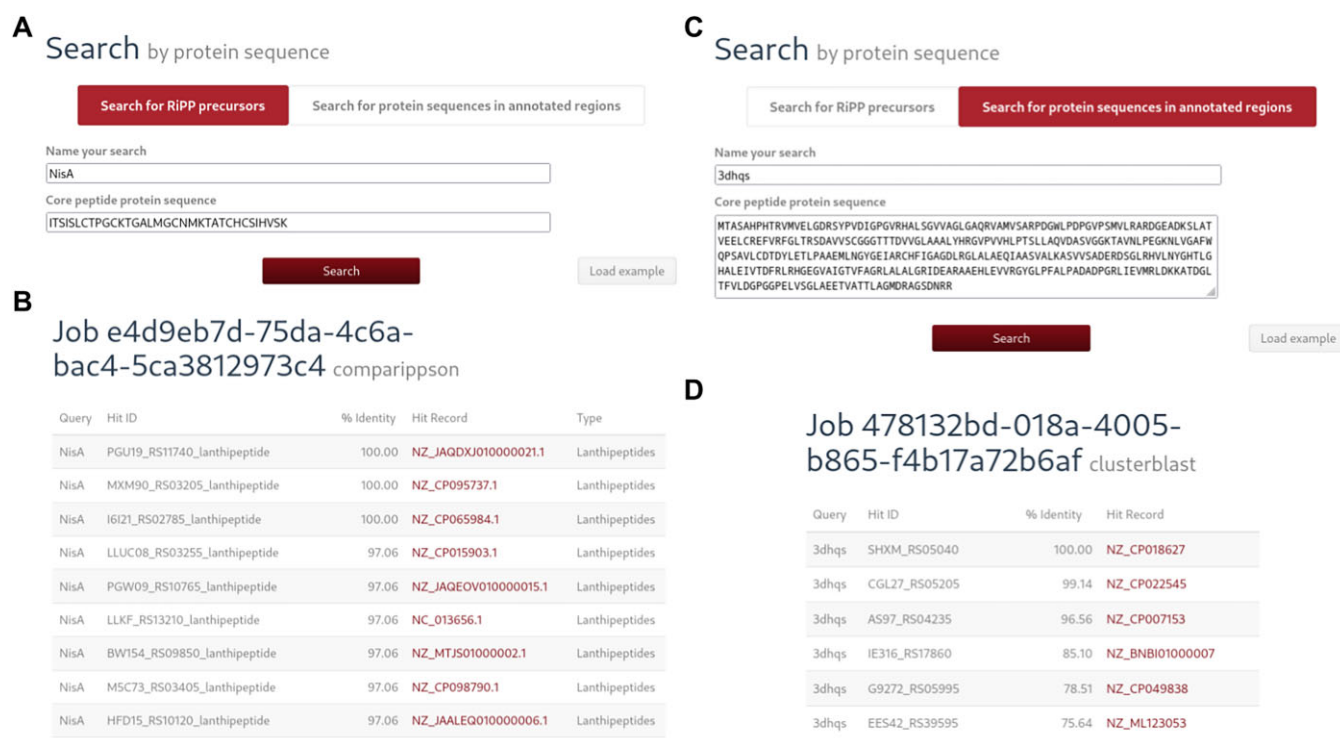 A
Search by protein sequence
Search for RiPP precursors Search for protein sequences in annotated regions
Name your search
NisA
Core peptide protein sequence
ITSISLCTPGCKTGALMGCNMKTATCHCSIHVSK
Search Load example
B
Job e4d9eb7d-75da-4c6a-
bac4-5ca3812973c4 comparippson
Query Hit ID % Identity Hit Record Type
NisA PGU19_RS11740_lanthipeptide 100.00 NZ_JAQDXJ010000021.1 Lanthipeptides
NisA MXM90_RS03205_lanthipeptide 100.00 NZ_CP095737.1 Lanthipeptides
NisA I6I21_RS02785_lanthipeptide 100.00 NZ_CP065984.1 Lanthipeptides
NisA LLUC08_RS03255_lanthipeptide 97.06 NZ_CP015903.1 Lanthipeptides
NisA PGW09_RS10765_lanthipeptide 97.06 NZ_JAQEOV010000015.1 Lanthipeptides
NisA LLKF_RS13210_lanthipeptide 97.06 NC_013656.1 Lanthipeptides
NisA BW154_RS09850_lanthipeptide 97.06 NZ_MTJS01000002.1 Lanthipeptides
NisA M5C73_RS03405_lanthipeptide 97.06 NZ_CP098790.1 Lanthipeptides
NisA HFD15_RS10120_lanthipeptide 97.06 NZ_JAALEQ010000006.1 Lanthipeptides
C
Search by protein sequence
Search for RiPP precursors Search for protein sequences in annotated regions
Name your search
3dhqs
Core peptide protein sequence
MTASAHPHTRVMVELGDRSYPVDIGPGVRHALSGVVAGLGAQRVAMVSARPDGWLPDPGVPSMVLRARDGEADKSLAT
VEELCREFVRFGLTRSDAVVSCGGGTTTDVVGLAAALYHRGVPVVHLPTSLLAQVDASVGGKTAVNLPEGKNLVGAFW
QPSAVLCDTDYLETLPAAEMLNGYGEIARCHFIGAGDLRGLALAEQIAASVALKASVVSADERDSGLRHVLNYGHTLG
HALEIVTDFRLRHGEGVAIGTVFAGRLALALGRIDEARAAEHLEVVRGYGLPFALPADADPGRLIEVMRLDKKATDGL
TFVLDGPGGPELVSGLAEETVATTLAGMDRAGSDNRR
Search Load example
D
Job 478132bd-018a-4005-
b865-f4b17a72b6af clusterblast
Query Hit ID % Identity Hit Record
3dhqs SHXM_RS05040 100.00 NZ_CP018627
3dhqs CGL27_RS05205 99.14 NZ_CP022545
3dhqs AS97_RS04235 96.56 NZ_CP007153
3dhqs IE316_RS17860 85.10 NZ_BNBI01000007
3dhqs G9272_RS05995 78.51 NZ_CP049838
3dhqs EES42_RS39595 75.64 NZ_ML123053